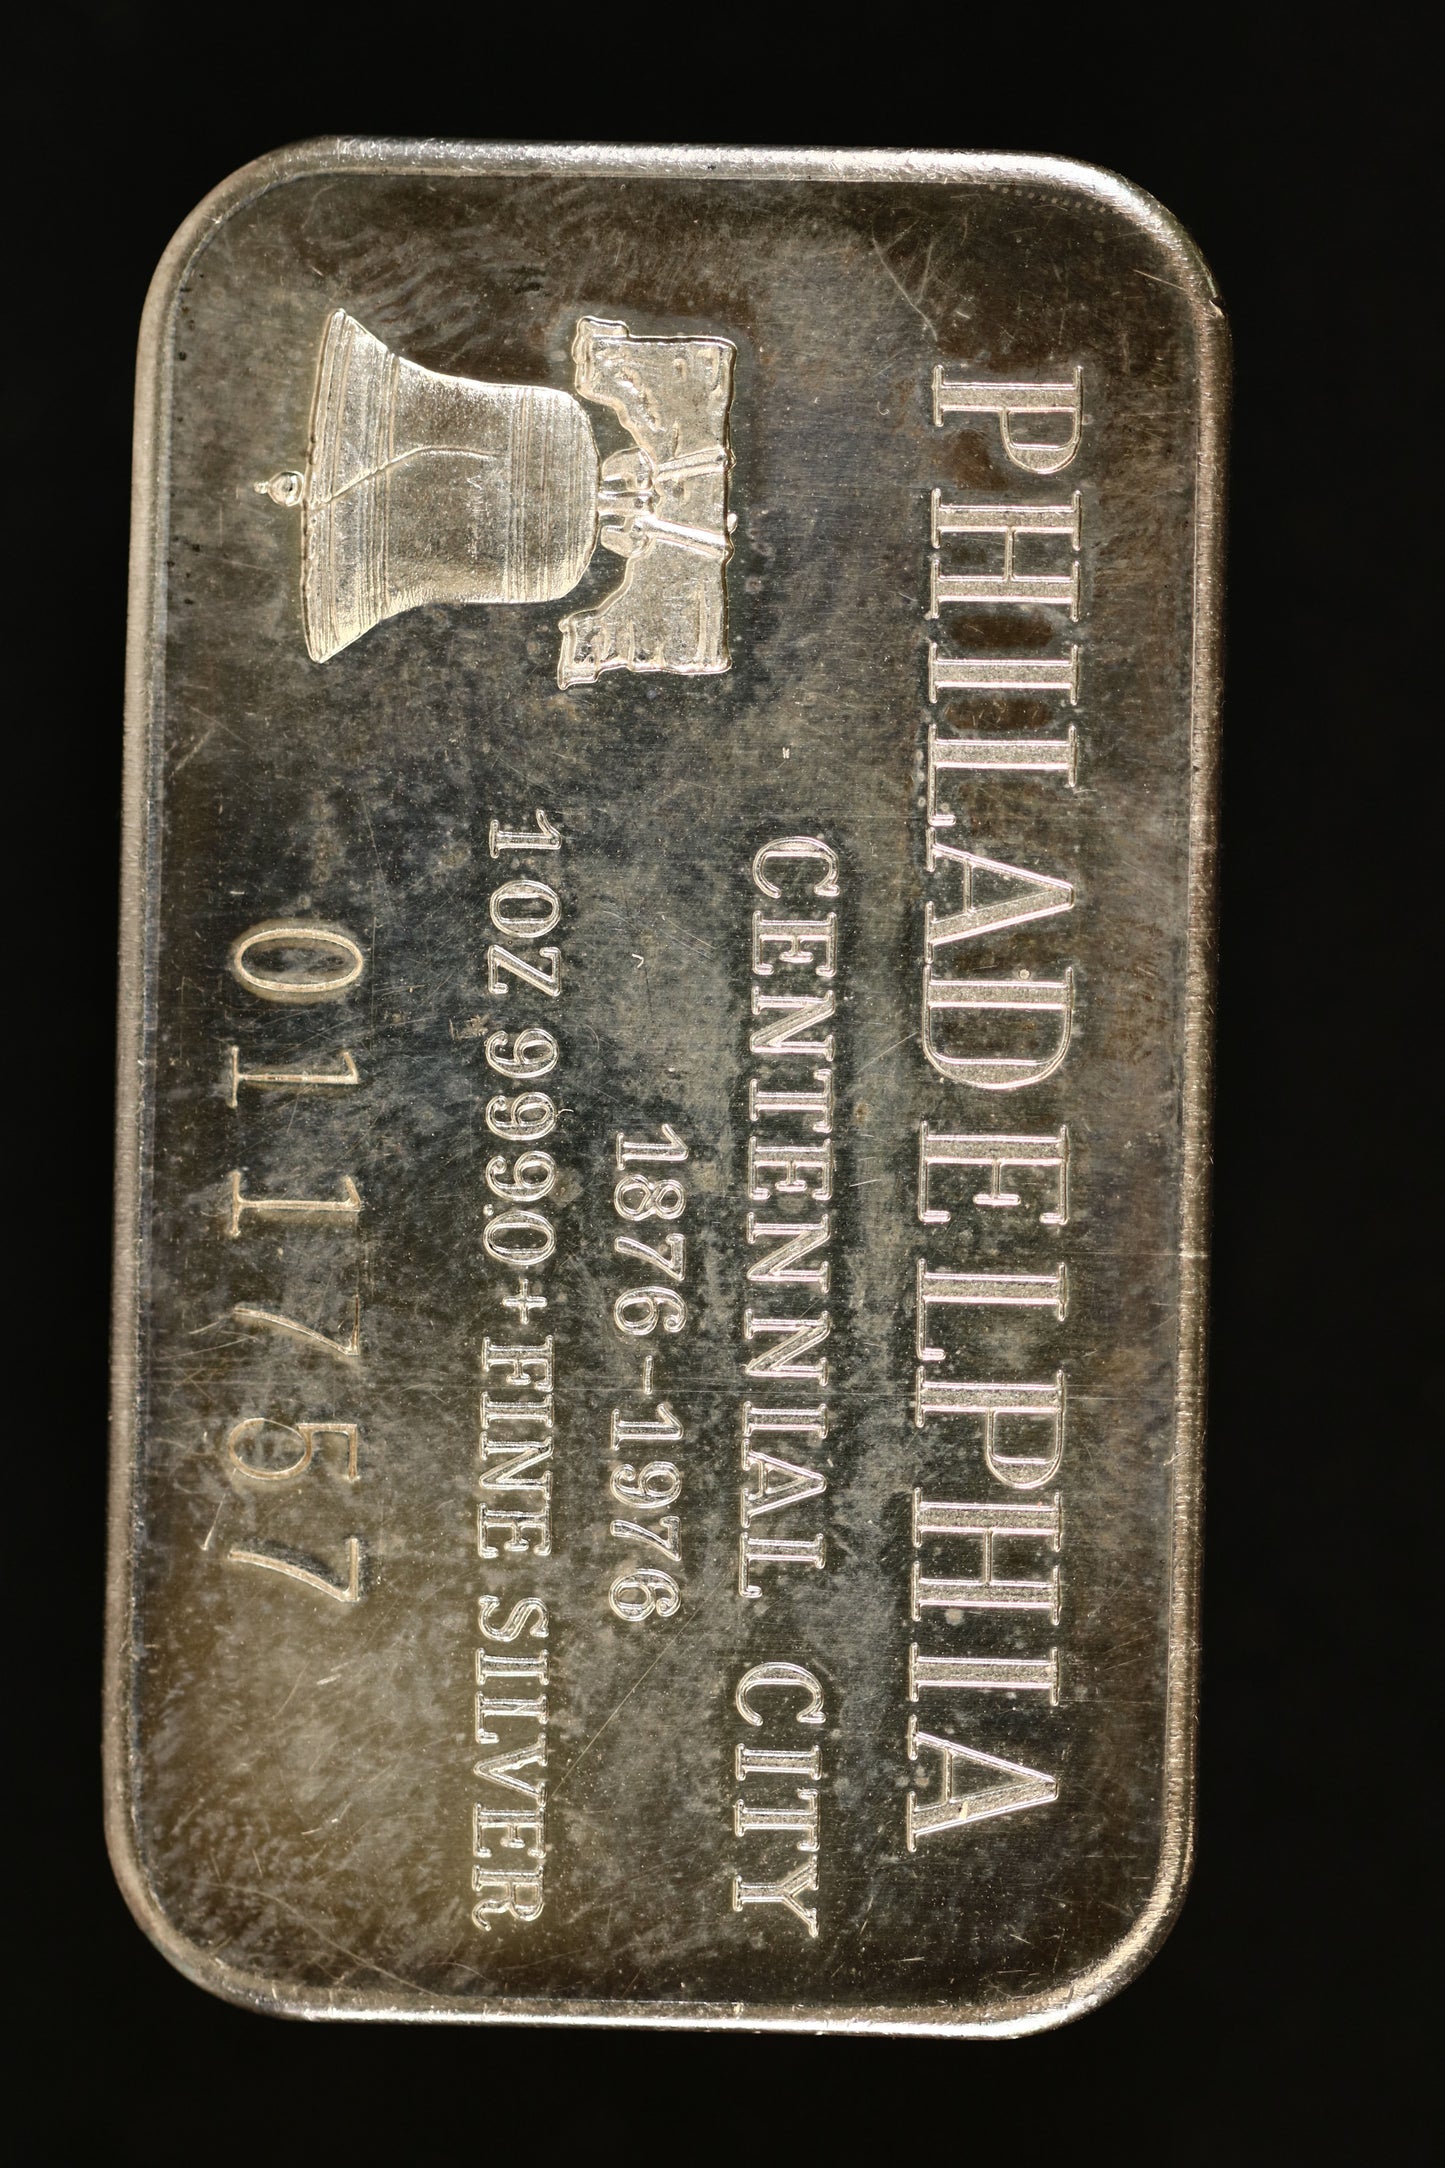 PHILADELPHIA
CENTENNIAL CITY
1876-1976
1 OZ 999.0+ FINE SILVER
011757